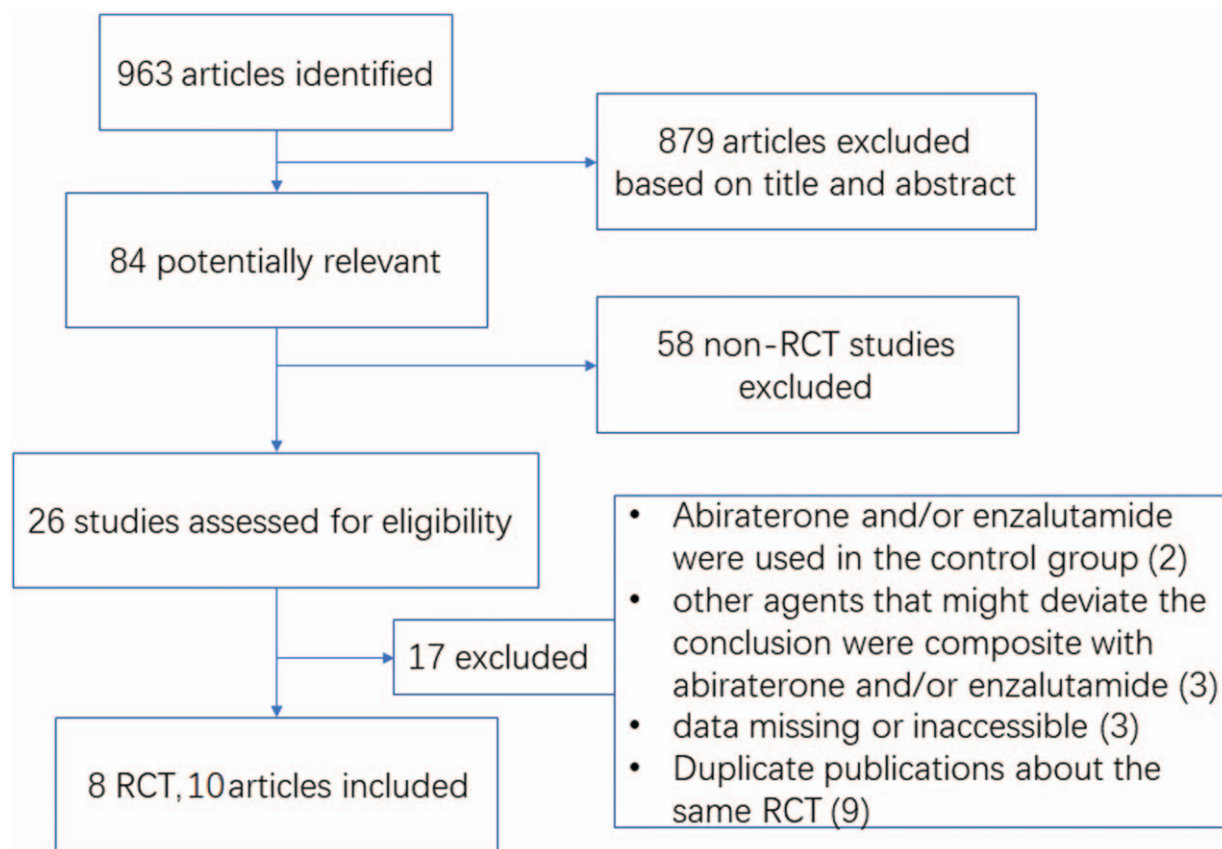 963 articles identified
879 articles excluded
based on title and abstract
84 potentially relevant
58 non-RCT studies
excluded
26 studies assessed for eligibility
17 excluded
• Abiraterone and/or enzalutamide
were used in the control group (2)
• other agents that might deviate the
conclusion were composite with
abiraterone and/or enzalutamide (3)
• data missing or inaccessible (3)
• Duplicate publications about the
same RCT (9)
8 RCT, 10 articles included